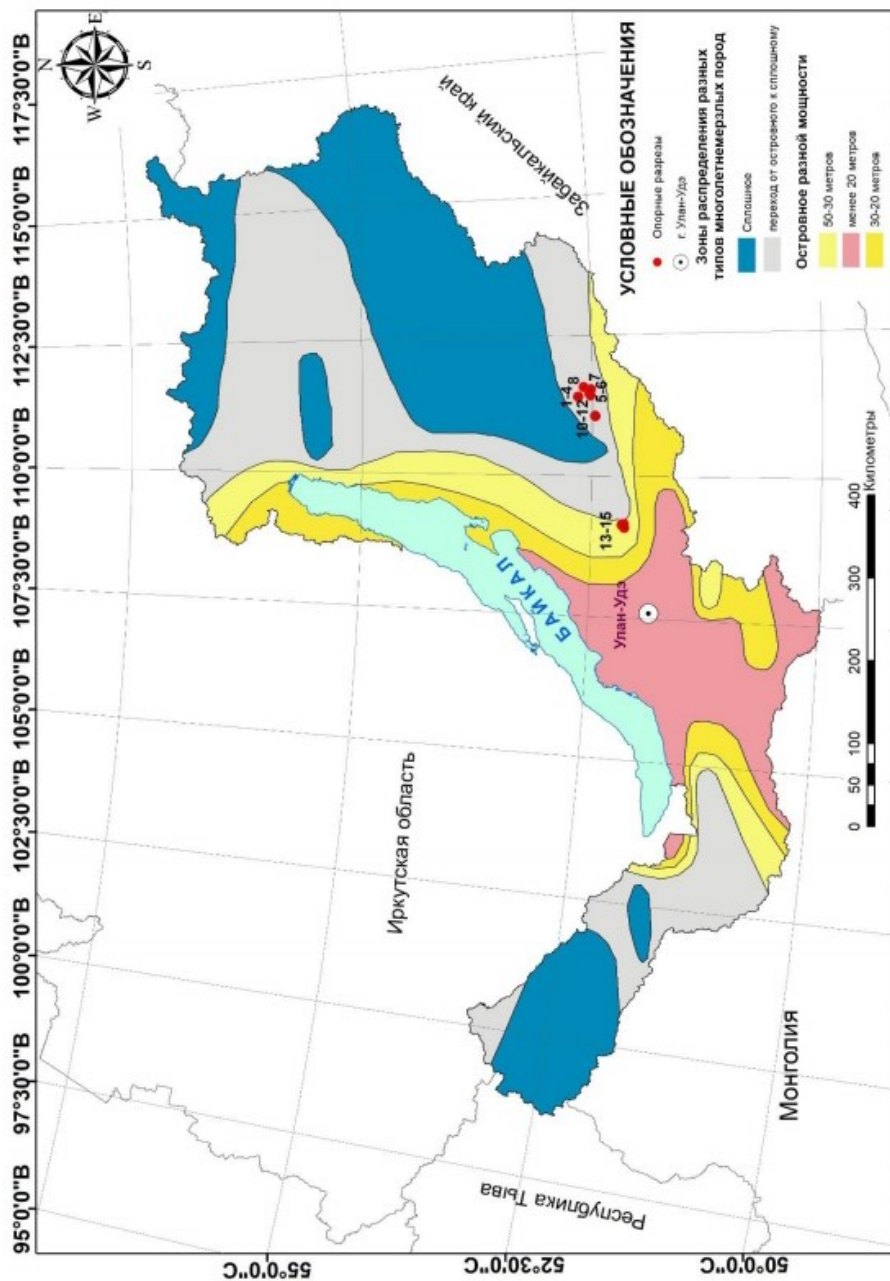 95°0'0"В 97°30'0"В 100°0'0"В 102°30'0"В 105°0'0"В 107°30'0"В 110°0'0"В 112°30'0"В 115°0'0"В 117°30'0"В
N
W E
S
55°0'0"С
52°30'0"С
50°0'0"С
Иркутская область
Республика Тыва
Монголия
Забайкальский край
БАЙКАЛ
Улан-Удэ
1-4
8
10-12
7
5-6
13-15
УСЛОВНЫЕ ОБОЗНАЧЕНИЯ
Опорные разрезы
г. Улан-Удэ
Зоны распределения разных
типов многолетнемерзлых пород
Сплошное
переход от островного к сплошному
Островное разной мощности
50-30 метров
менее 20 метров
30-20 метров
0 50 100 200 300 400
Километры